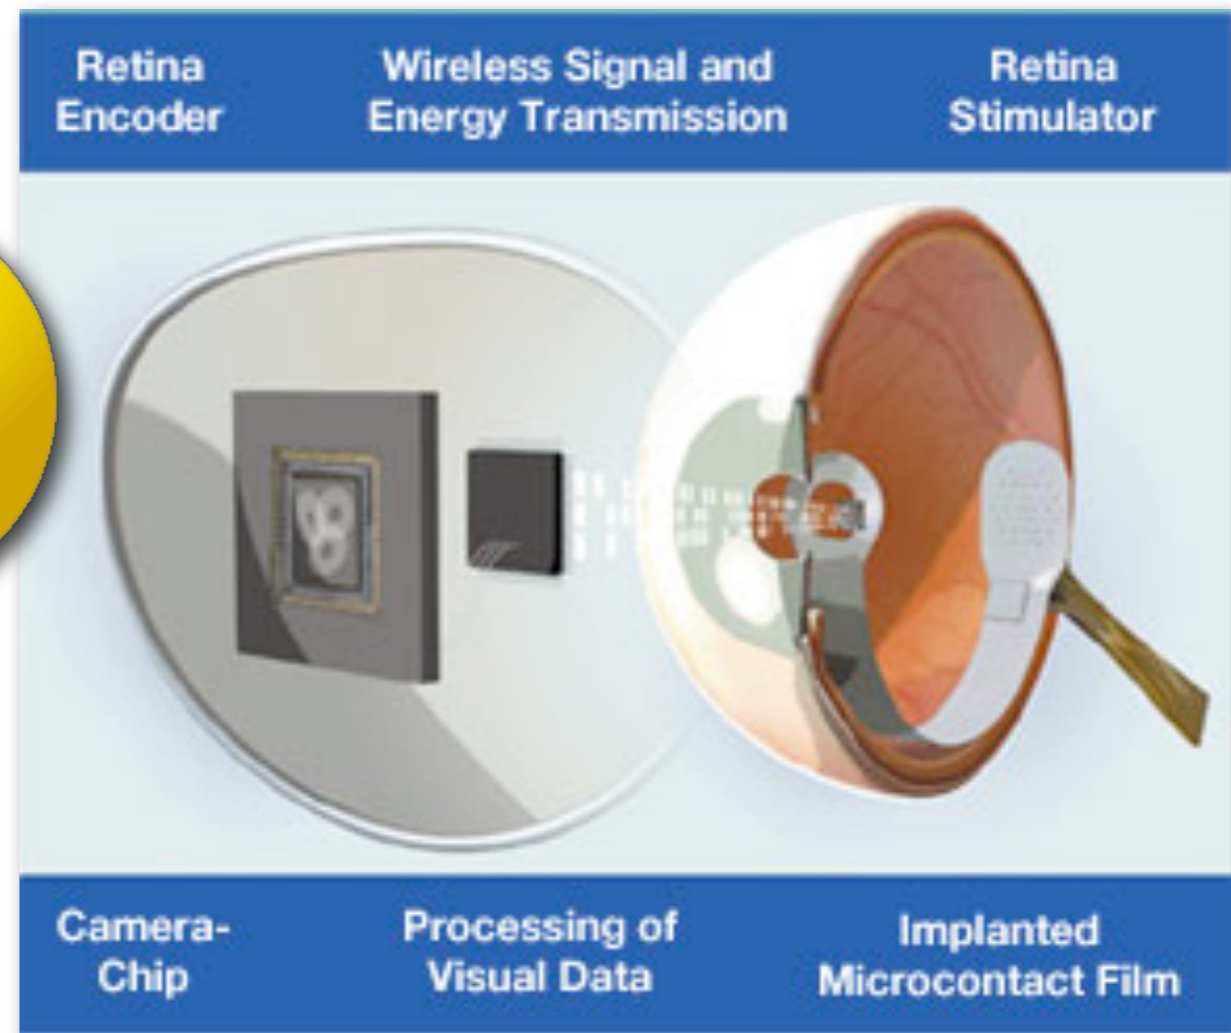 Retina
Encoder
Wireless Signal and
Energy Transmission
Retina
Stimulator
Camera-
Chip
Processing of
Visual Data
Implanted
Microcontact Film